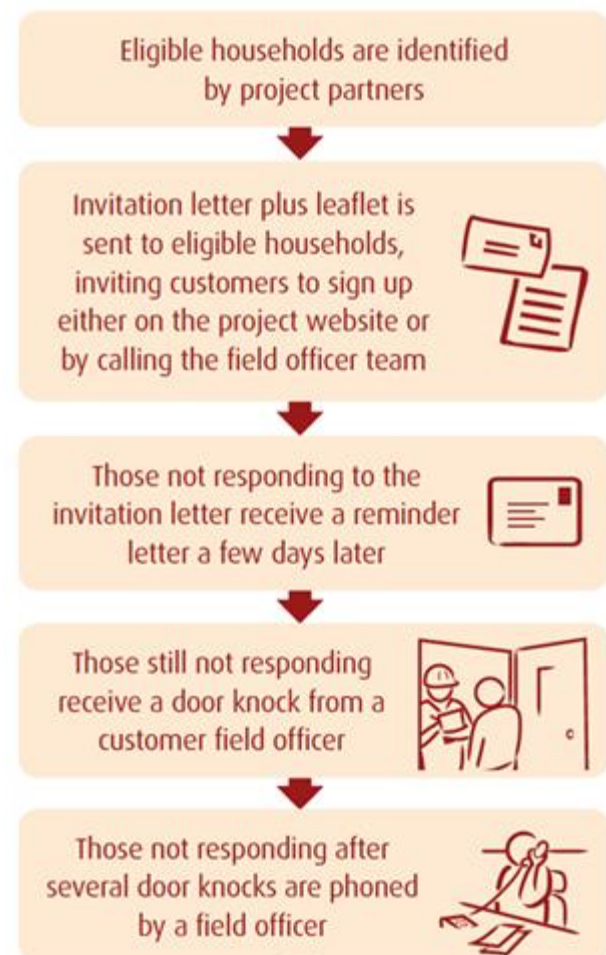 Eligible households are identified
by project partners
Invitation letter plus leaflet is
sent to eligible households,
inviting customers to sign up
either on the project website or
by calling the field officer team
Those not responding to the
invitation letter receive a reminder
letter a few days later
Those still not responding
receive a door knock from a
customer field officer
Those not responding after
several door knocks are phoned
by a field officer